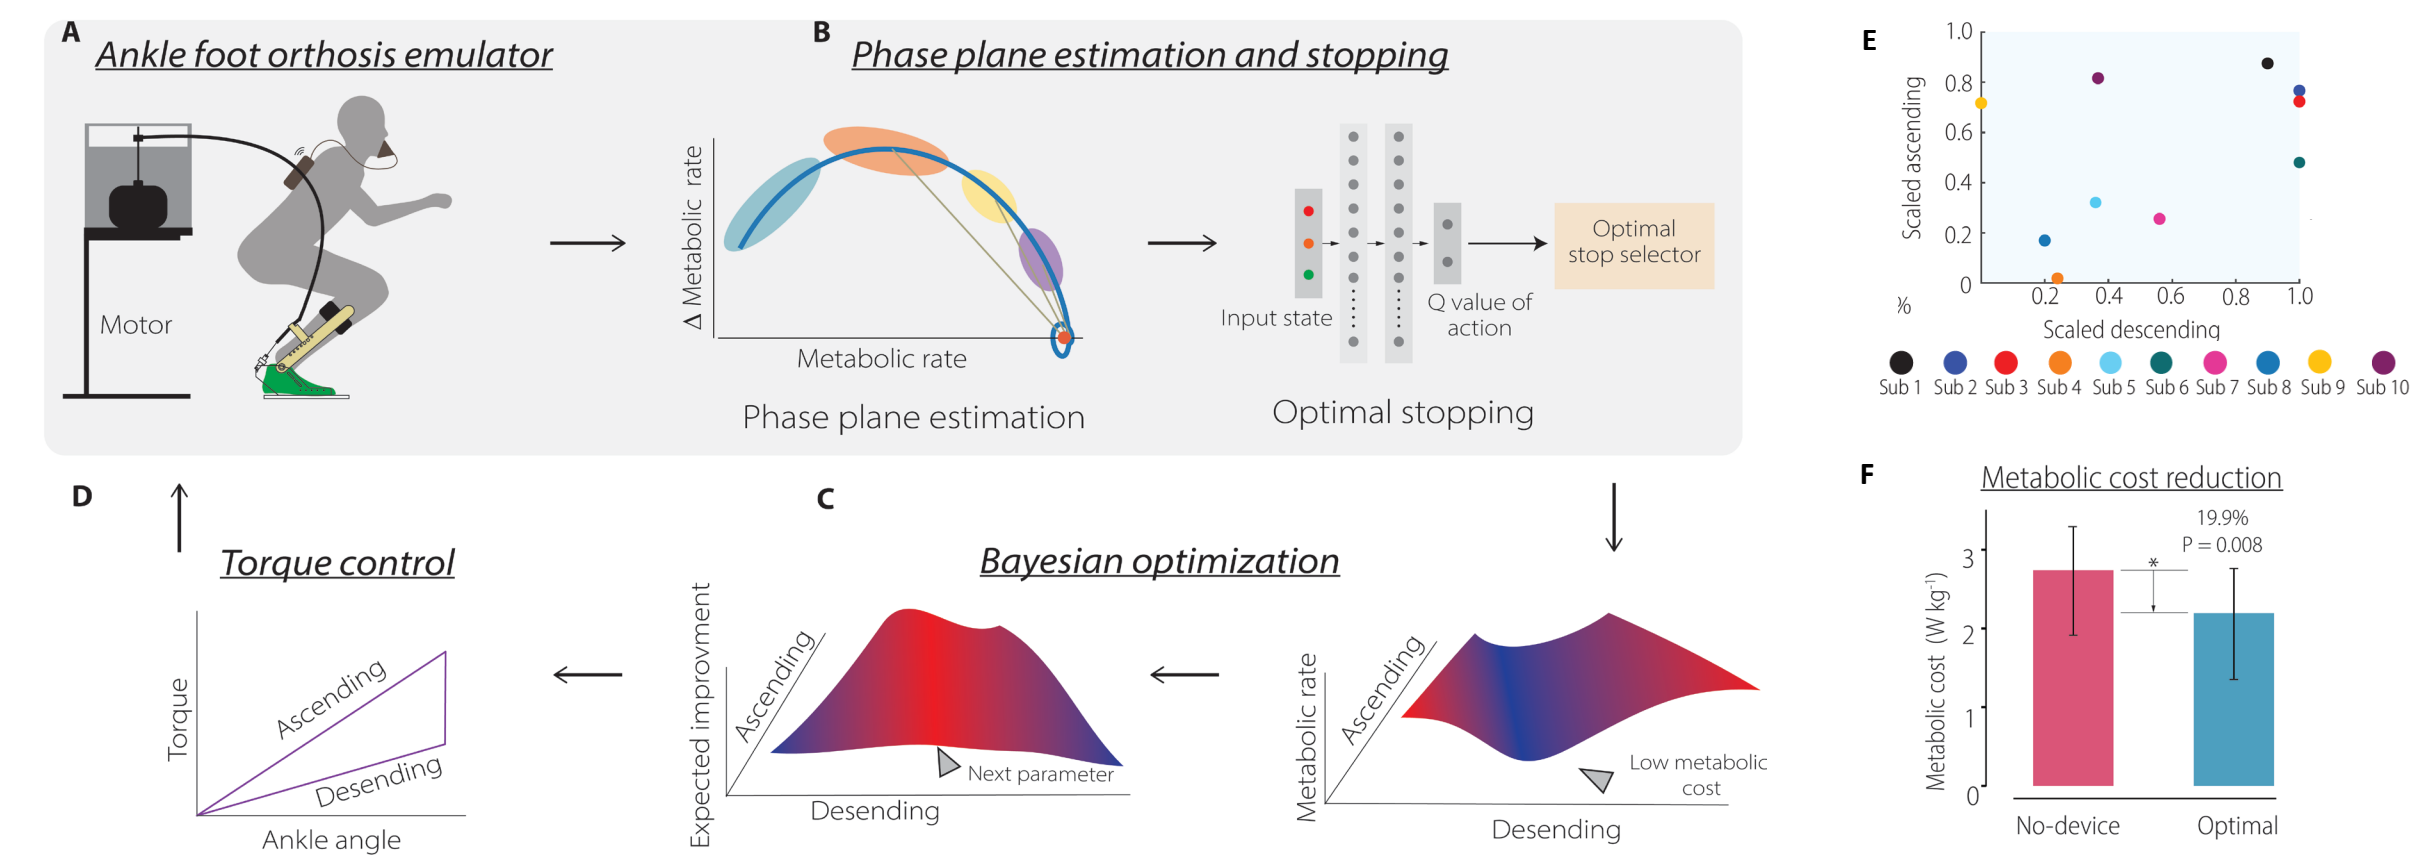 A
Ankle foot orthosis emulator
Motor
B
Phase plane estimation and stopping
Δ Metabolic rate
Metabolic rate
Phase plane estimation
Input state
Q value of
action
Optimal
stop selector
Optimal stopping
E
1.0
0.8
0.6
0.4
0.2
0
Scaled ascending
%
0.2 0.4 0.6 0.8 1.0
Scaled descending
Sub 1 Sub 2 Sub 3 Sub 4 Sub 5 Sub 6 Sub 7 Sub 8 Sub 9 Sub 10
D
Torque control
Torque
Ascending
Desending
Ankle angle
C
Bayesian optimization
Expected improvment
Ascending
Next parameter
Desending
Metabolic rate
Ascending
Low metabolic
cost
Desending
F
Metabolic cost reduction
19.9%
P = 0.008
*
3
2
1
0
Metabolic cost (W kg⁻¹)
No-device Optimal